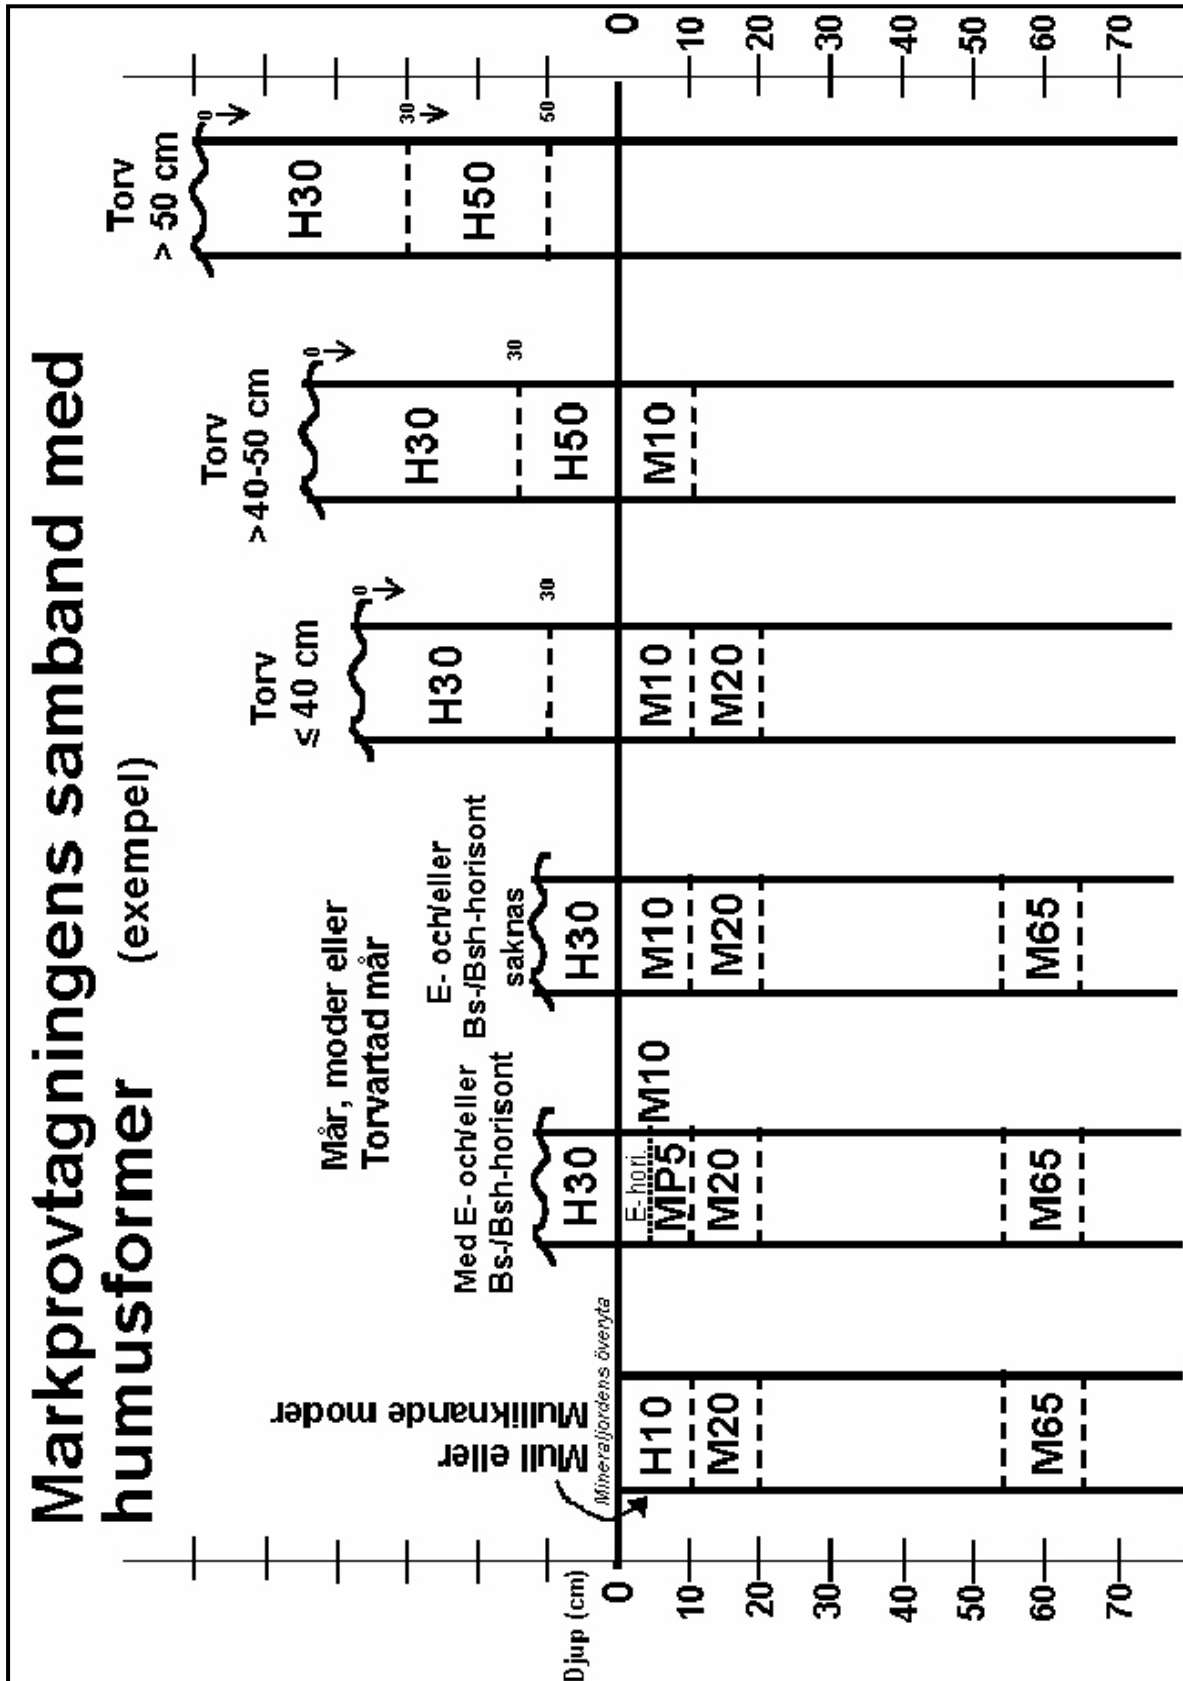 Markprovtagningens samband med
humusformer (exempel)
Torv
> 50 cm
Torv
>40-50 cm
Torv
≤ 40 cm
Mår, moder eller
Torvartad mår
E- och/eller
Bs-/Bsh-horisont
saknas
Med E- och/eller
Bs-/Bsh-horisont
Mull eller
Mulliknande moder
Mineraljordens överyta
Djup (cm)
0
10
20
30
40
50
60
70
H10
M20
M65
H30
E- hori.
MP5
M10
M20
M65
H30
M10
M20
M65
0
H30
30
M10
M20
0
H30
30
H50
M10
0
H30
30
H50
50
0
10
20
30
40
50
60
70